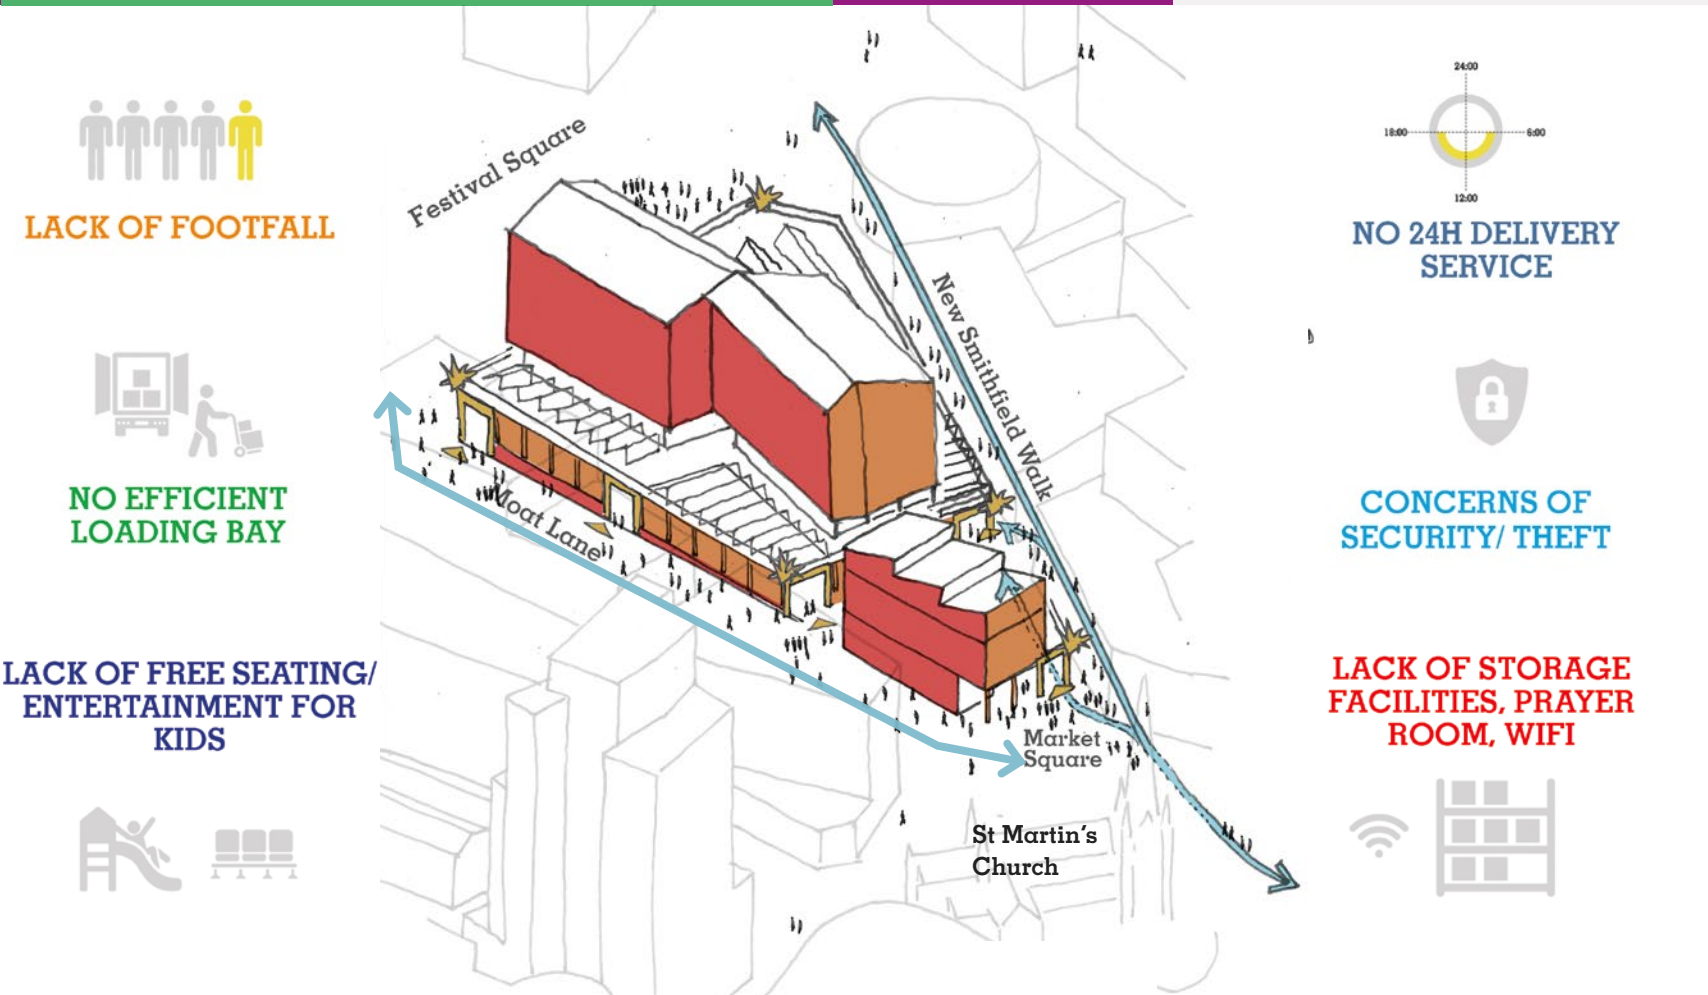 LACK OF FOOTFALL
NO EFFICIENT
LOADING BAY
LACK OF FREE SEATING/
ENTERTAINMENT FOR
KIDS
Festival Square
New Smithfield Walk
Moat Lane
Market
Square
St Martin’s
Church
24:00
18:00
6:00
12:00
NO 24H DELIVERY
SERVICE
CONCERNS OF
SECURITY/ THEFT
LACK OF STORAGE
FACILITIES, PRAYER
ROOM, WIFI